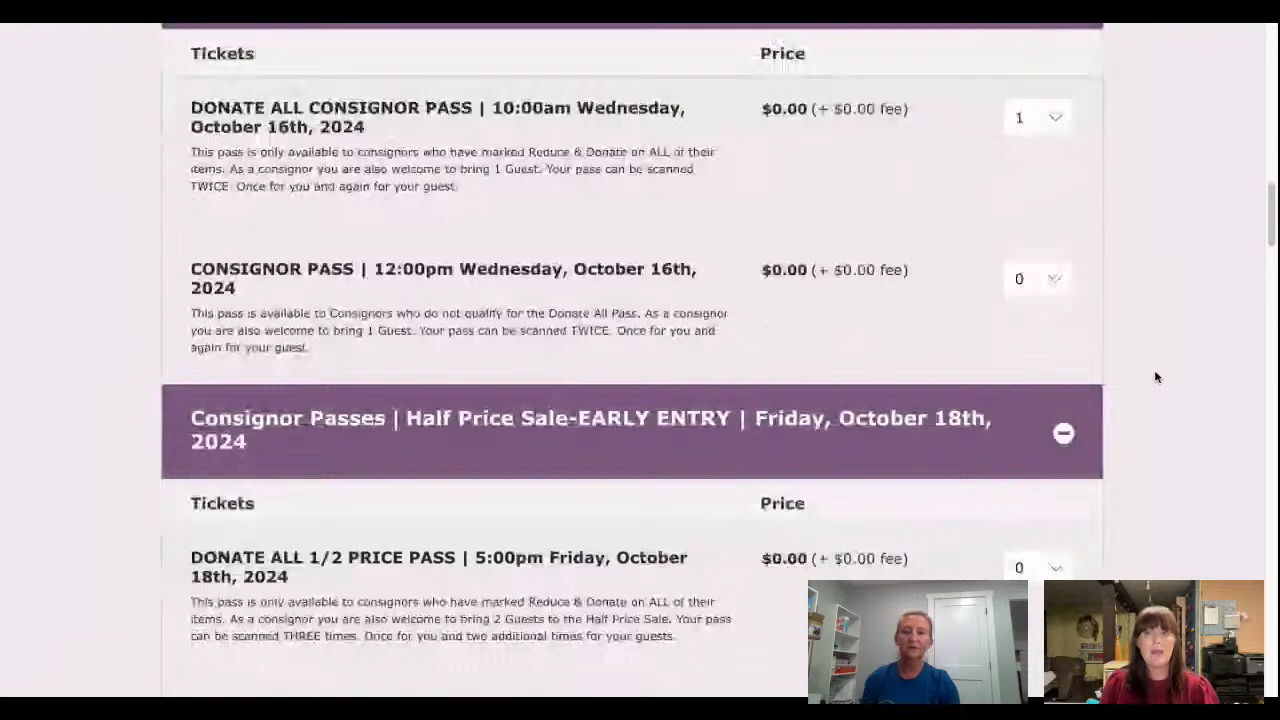 Tickets Price
DONATE ALL CONSIGNOR PASS | 10:00am Wednesday, $0.00 (+ $0.00 fee) 1
October 16th, 2024
This pass is only available to consignors who have marked Reduce & Donate on ALL of their
items. As a consignor you are also welcome to bring 1 Guest. Your pass can be scanned
TWICE. Once for you and again for your guest.
CONSIGNOR PASS | 12:00pm Wednesday, October 16th, $0.00 (+ $0.00 fee) 0
2024
This pass is available to Consignors who do not qualify for the Donate All Pass. As a consignor
you are also welcome to bring 1 Guest. Your pass can be scanned TWICE. Once for you and
again for your guest.
Consignor Passes | Half Price Sale-EARLY ENTRY | Friday, October 18th,
2024
Tickets Price
DONATE ALL 1/2 PRICE PASS | 5:00pm Friday, October $0.00 (+ $0.00 fee) 0
18th, 2024
This pass is only available to consignors who have marked Reduce & Donate on ALL of their
items. As a consignor you are also welcome to bring 2 Guests to the Half Price Sale. Your pass
can be scanned THREE times. Once for you and two additional times for your guests.